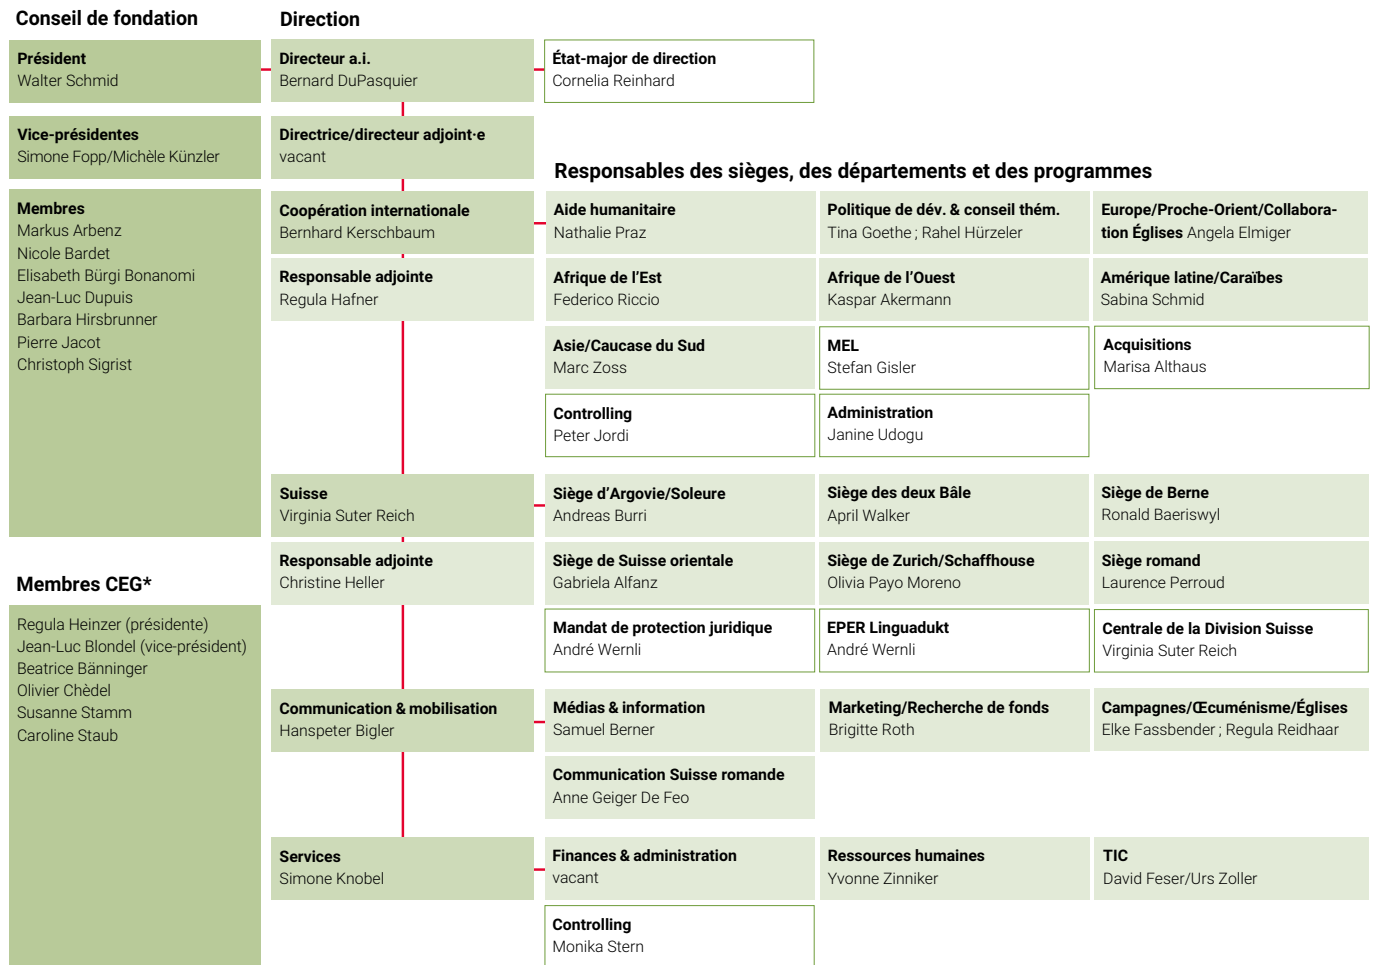 Conseil de fondation
Président
Walter Schmid
Vice-présidentes
Simone Fopp/Michèle Künzler
Membres
Markus Arbenz
Nicole Bardet
Elisabeth Bürgi Bonanomi
Jean-Luc Dupuis
Barbara Hirsbrunner
Pierre Jacot
Christoph Sigrist
Membres CEG*
Regula Heinzer (présidente)
Jean-Luc Blondel (vice-président)
Beatrice Bänninger
Olivier Chèdel
Susanne Stamm
Caroline Staub
Direction
Directeur a.i.
Bernard DuPasquier
État-major de direction
Cornelia Reinhard
Directrice/directeur adjoint·e
vacant
Responsables des sièges, des départements et des programmes
Coopération internationale
Bernhard Kerschbaum
Responsable adjointe
Regula Hafner
Aide humanitaire
Nathalie Praz
Politique de dév. & conseil thém.
Tina Goethe ; Rahel Hürzeler
Europe/Proche-Orient/Collabora-
tion Églises Angela Elmiger
Afrique de l’Est
Federico Riccio
Afrique de l’Ouest
Kaspar Akermann
Amérique latine/Caraïbes
Sabina Schmid
Asie/Caucase du Sud
Marc Zoss
MEL
Stefan Gisler
Acquisitions
Marisa Althaus
Controlling
Peter Jordi
Administration
Janine Udogu
Suisse
Virginia Suter Reich
Responsable adjointe
Christine Heller
Siège d’Argovie/Soleure
Andreas Burri
Siège des deux Bâle
April Walker
Siège de Berne
Ronald Baeriswyl
Siège de Suisse orientale
Gabriela Alfanz
Siège de Zurich/Schaffhouse
Olivia Payo Moreno
Siège romand
Laurence Perroud
Mandat de protection juridique
André Wernli
EPER Linguadukt
André Wernli
Centrale de la Division Suisse
Virginia Suter Reich
Communication & mobilisation
Hanspeter Bigler
Médias & information
Samuel Berner
Marketing/Recherche de fonds
Brigitte Roth
Campagnes/Œcuménisme/Églises
Elke Fassbender ; Regula Reidhaar
Communication Suisse romande
Anne Geiger De Feo
Services
Simone Knobel
Finances & administration
vacant
Ressources humaines
Yvonne Zinniker
TIC
David Feser/Urs Zoller
Controlling
Monika Stern